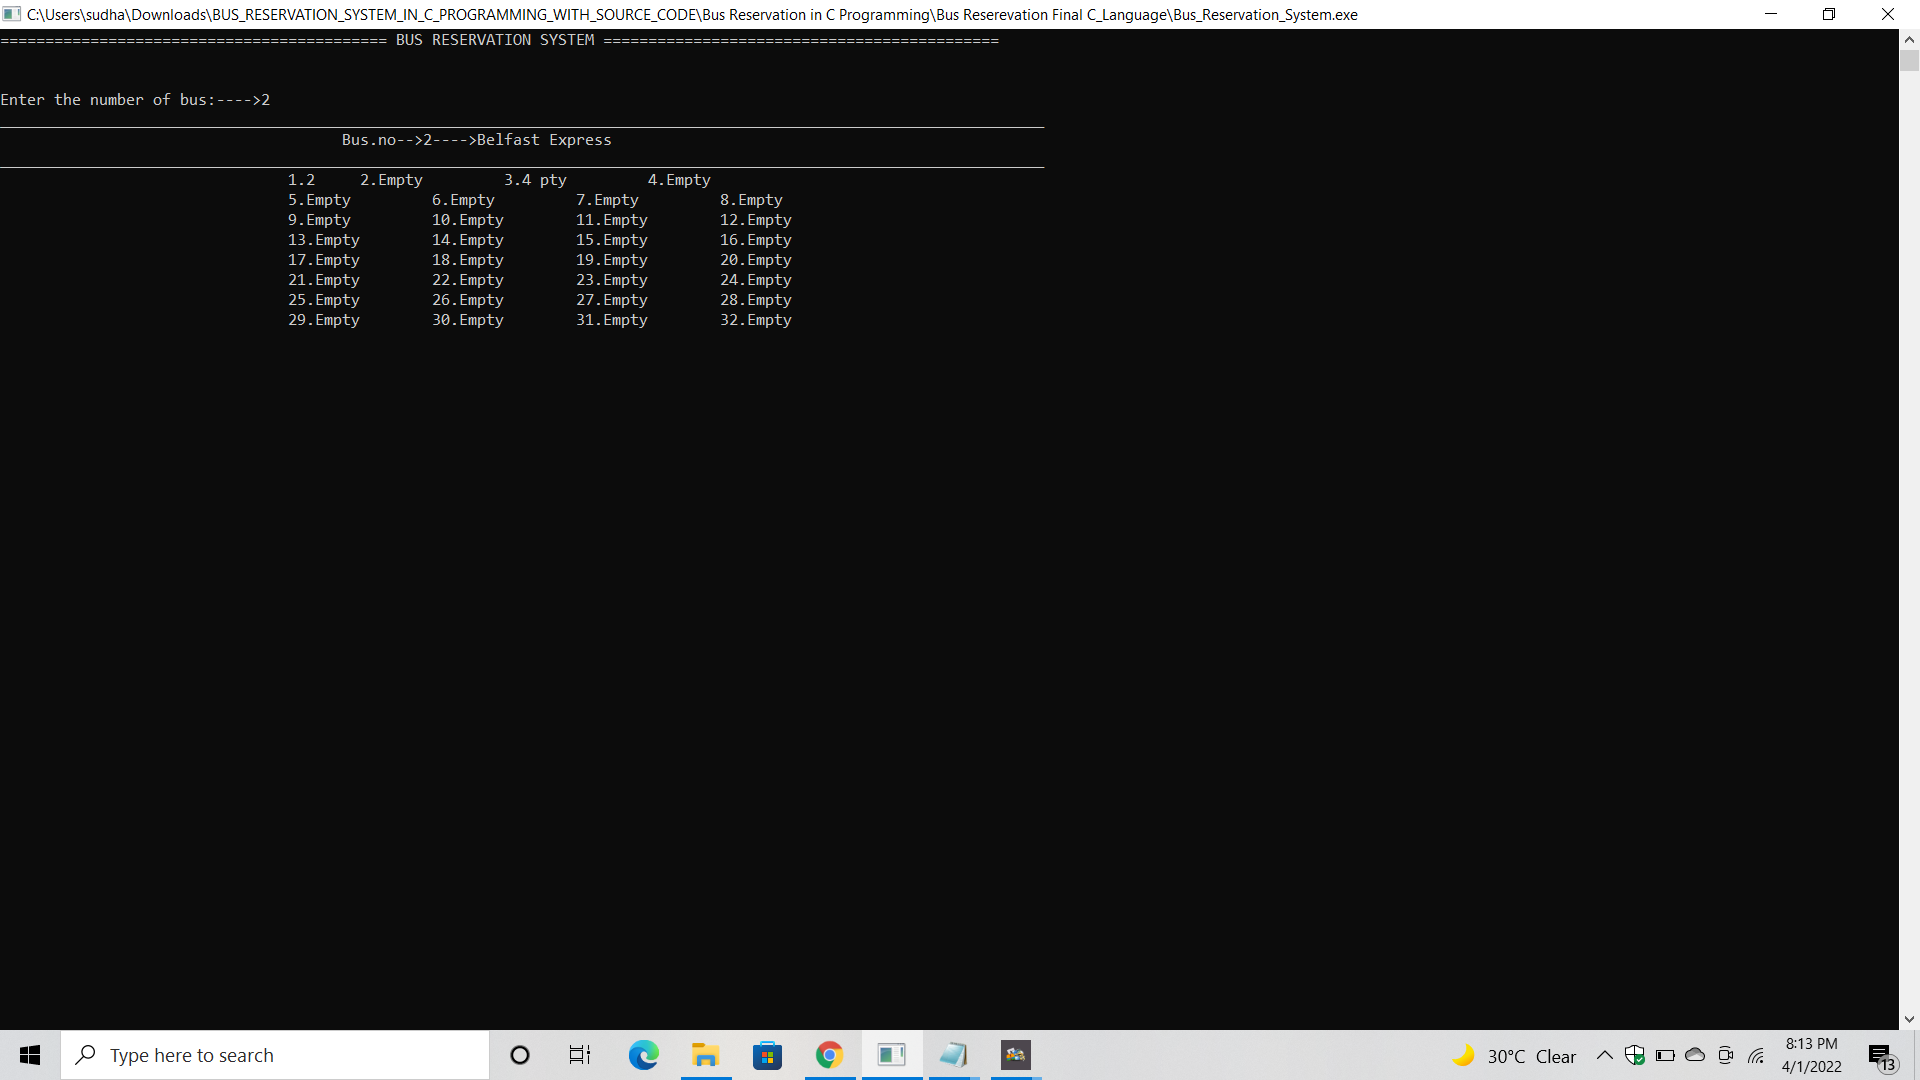 C:\Users\sudha\Downloads\BUS_RESERVATION_SYSTEM_IN_C_PROGRAMMING_WITH_SOURCE_CODE\Bus Reservation in C Programming\Bus Reserevation Final C_Language\Bus_Reservation_System.exe
=========================================== BUS RESERVATION SYSTEM ============================================
Enter the number of bus:---->2
Bus.no-->2---->Belfast Express
1.2 2.Empty 3.4 pty 4.Empty
5.Empty 6.Empty 7.Empty 8.Empty
9.Empty 10.Empty 11.Empty 12.Empty
13.Empty 14.Empty 15.Empty 16.Empty
17.Empty 18.Empty 19.Empty 20.Empty
21.Empty 22.Empty 23.Empty 24.Empty
25.Empty 26.Empty 27.Empty 28.Empty
29.Empty 30.Empty 31.Empty 32.Empty
Type here to search
30°C Clear
8:13 PM
4/1/2022
13